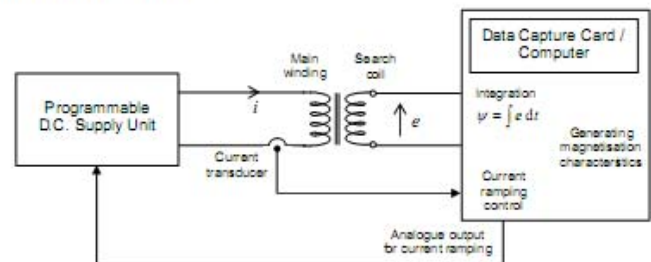 Data Capture Card /
Computer
Main
winding
Search
coil
Programmable
D.C. Supply Unit
i
e
Integration
ψ = ∫ e dt
Generating
magnetisation
characterstics
Current
transducer
Current
ramping
control
Analogue output
for current ramping